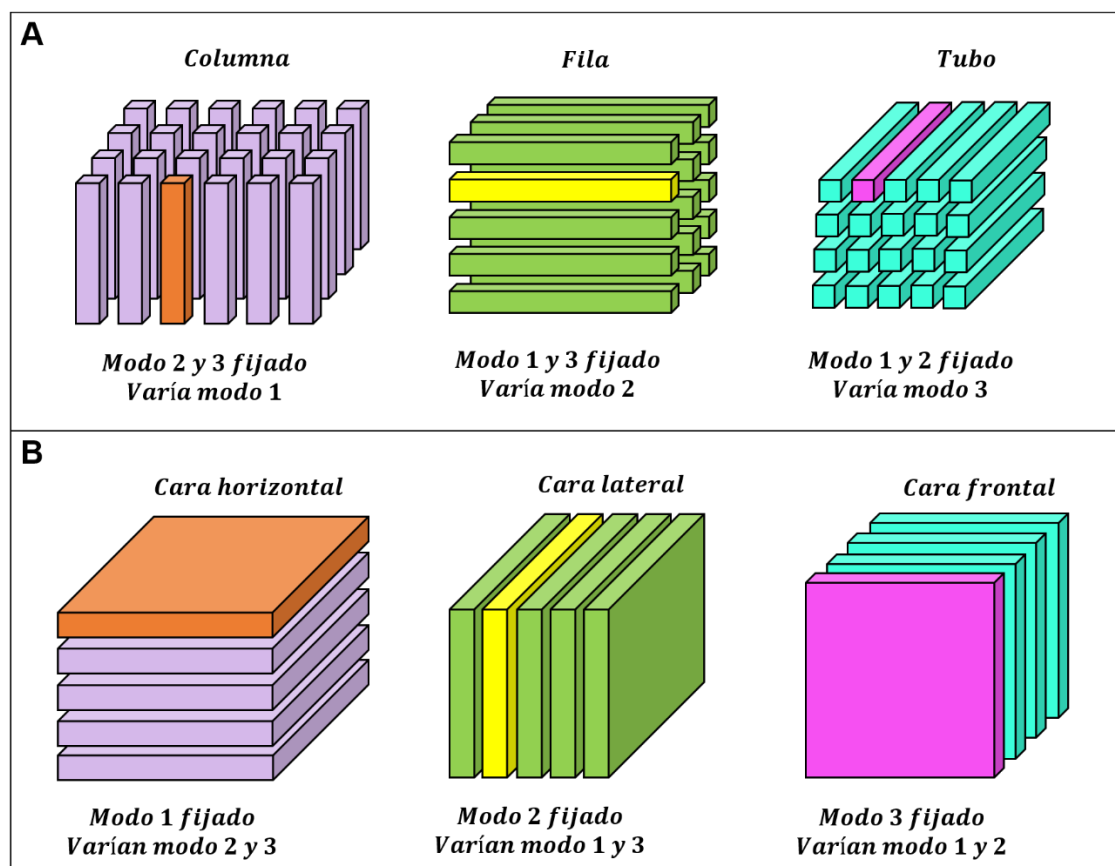 A
Columna
Fila
Tubo
Modo 2 y 3 fijado
Varía modo 1
Modo 1 y 3 fijado
Varía modo 2
Modo 1 y 2 fijado
Varía modo 3
B
Cara horizontal
Cara lateral
Cara frontal
Modo 1 fijado
Varían modo 2 y 3
Modo 2 fijado
Varían modo 1 y 3
Modo 3 fijado
Varían modo 1 y 2